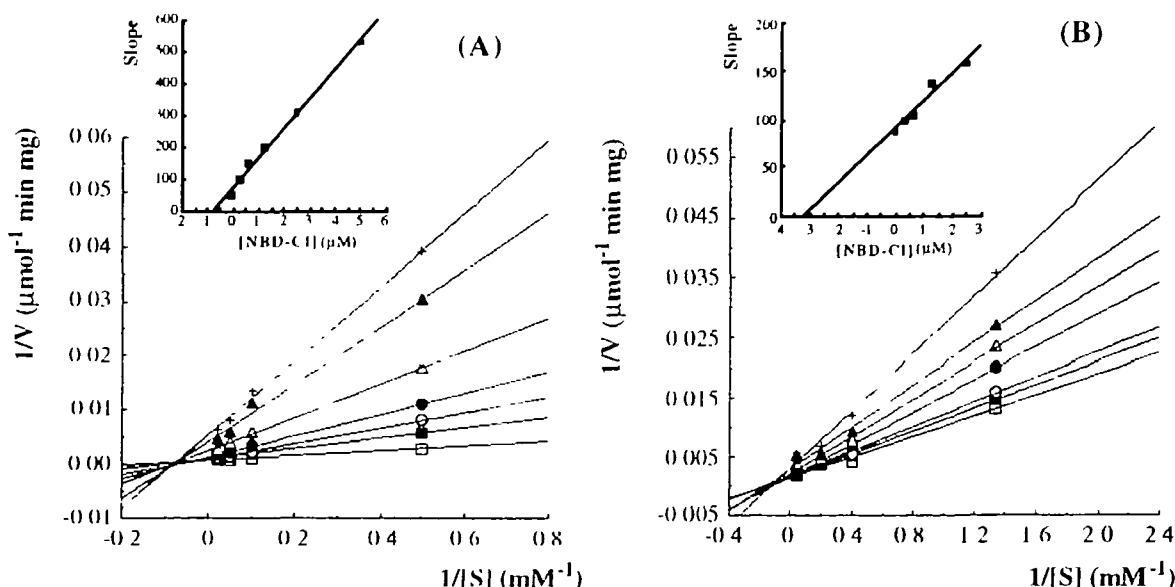 (A)
Slope
600
500
400
300
200
100
0
2 1 0 1 2 3 4 5 6
[NBD-Cl] (μM)
1/V (μmol⁻¹ min mg)
0 06
0 05
0 04
0 03
0 02
0 01
0 00
-0 01
-0 2 0 0 2 0 4 0 6 0 8
1/[S] (mM⁻¹)
(B)
Slope
200
150
100
50
0
4 3 2 1 0 1 2 3
[NBD-Cl] (μM)
1/V (μmol⁻¹ min mg)
0 055
0 045
0 035
0 025
0 015
0 005
-0 005
-0 4 0 0 4 0 8 1 2 1 6 2 0 2 4
1/[S] (mM⁻¹)